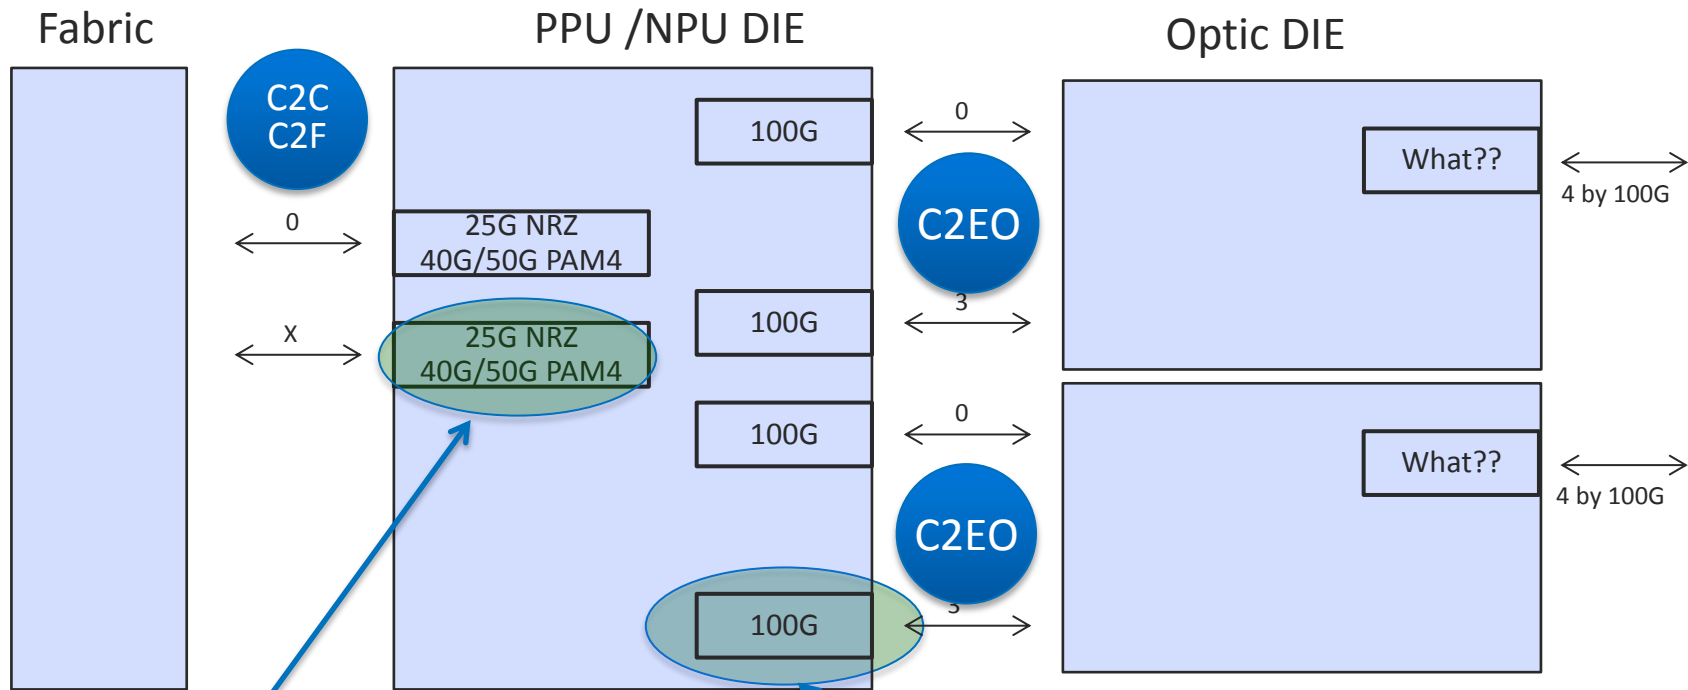 Fabric
PPU /NPU DIE
Optic DIE
C2C
C2F
100G
0
What??
4 by 100G
0
25G NRZ
40G/50G PAM4
C2EO
X
25G NRZ
40G/50G PAM4
100G
3
100G
0
What??
4 by 100G
C2EO
100G
3